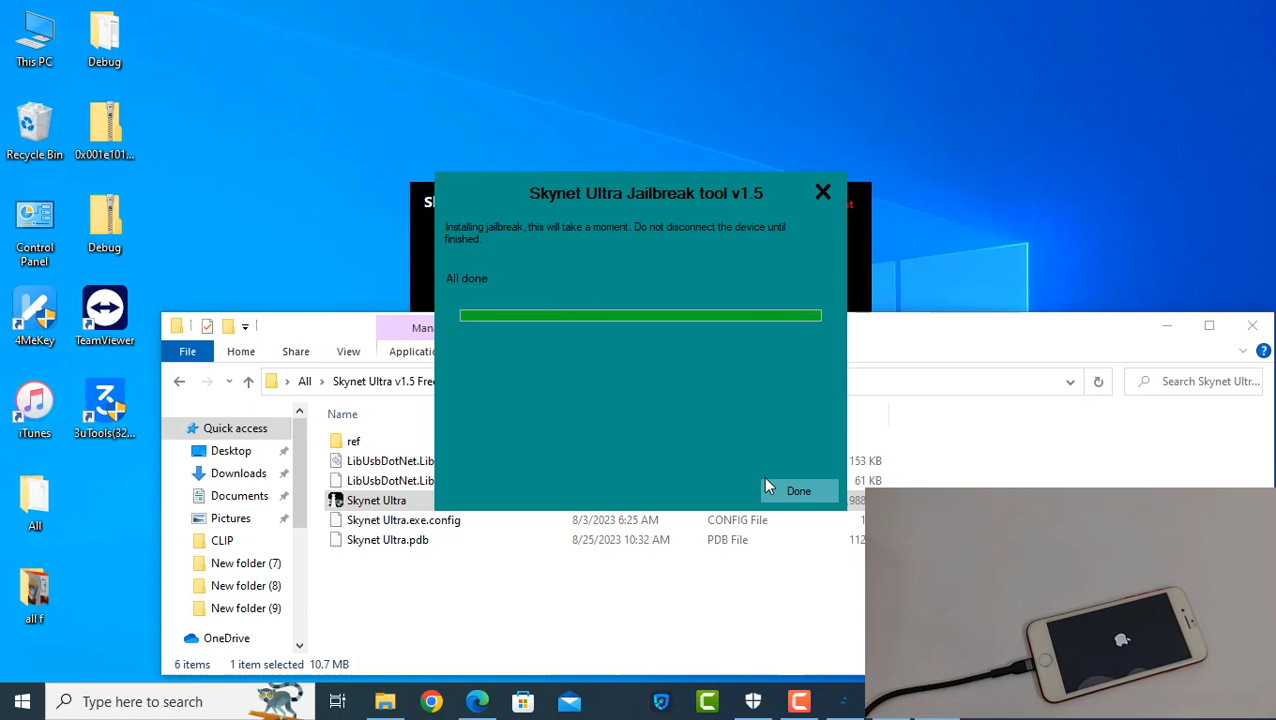 This PC
Debug
Recycle Bin
0x001e101...
Control
Panel
Debug
4MeKey
TeamViewer
iTunes
3uTools(32...
All
all f
Skynet Ultra Jailbreak tool v1.5
Installing jailbreak, this will take a moment. Do not disconnect the device until
finished.
All done
Done
File
Home
Share
View
All
Skynet Ultra v1.5
Search Skynet Ultr...
Name
Quick access
Desktop
Downloads
Documents
Pictures
CLIP
New folder (7)
New folder (8)
New folder (9)
OneDrive
ref
LibUsbDotNet.Lib
153 KB
LibUsbDotNet.Lib
61 KB
Skynet Ultra
Skynet Ultra.exe.config
8/3/2023 6:25 AM
CONFIG File
Skynet Ultra.pdb
8/25/2023 10:32 AM
PDB File
6 items
1 item selected 10.7 MB
Type here to search